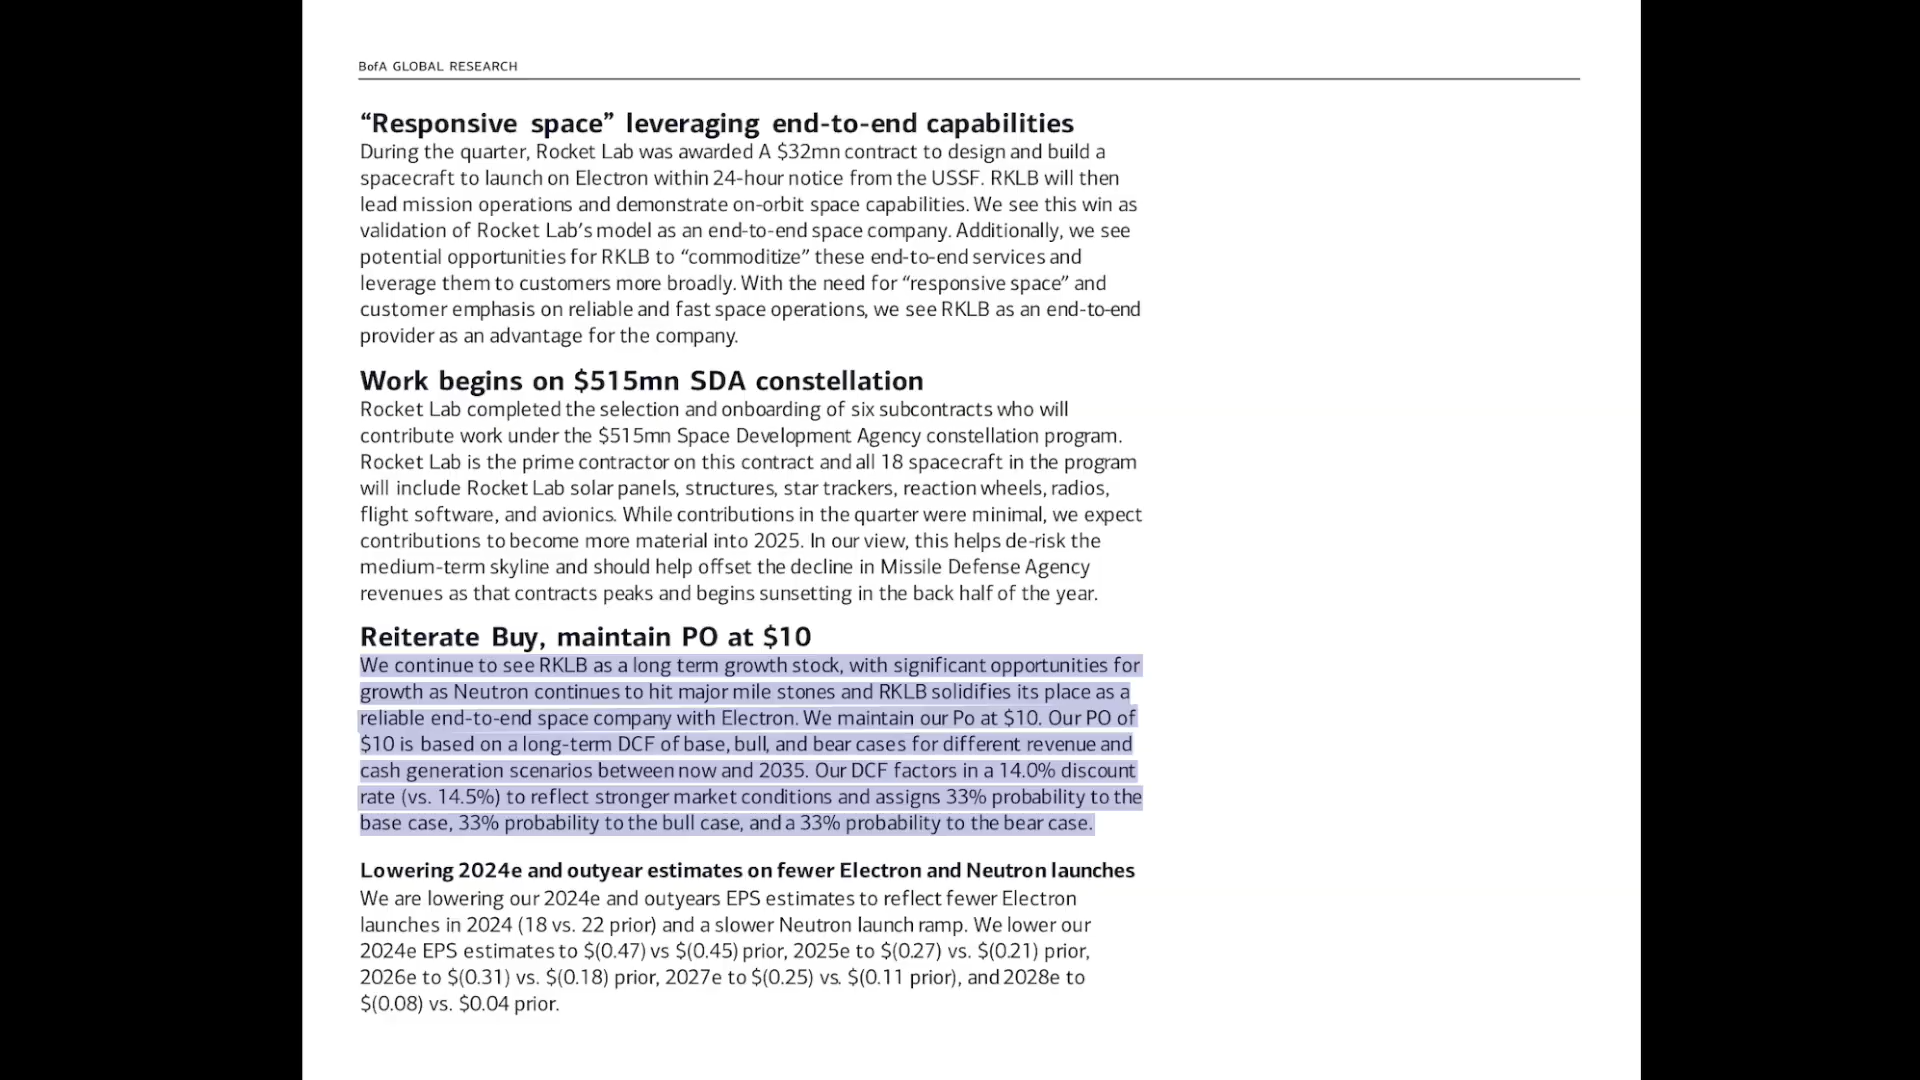 BofA GLOBAL RESEARCH
“Responsive space” leveraging end-to-end capabilities
During the quarter, Rocket Lab was awarded A $32mn contract to design and build a
spacecraft to launch on Electron within 24-hour notice from the USSF. RKLB will then
lead mission operations and demonstrate on-orbit space capabilities. We see this win as
validation of Rocket Lab’s model as an end-to-end space company. Additionally, we see
potential opportunities for RKLB to “commoditize” these end-to-end services and
leverage them to customers more broadly. With the need for “responsive space” and
customer emphasis on reliable and fast space operations, we see RKLB as an end-to-end
provider as an advantage for the company.
Work begins on $515mn SDA constellation
Rocket Lab completed the selection and onboarding of six subcontracts who will
contribute work under the $515mn Space Development Agency constellation program.
Rocket Lab is the prime contractor on this contract and all 18 spacecraft in the program
will include Rocket Lab solar panels, structures, star trackers, reaction wheels, radios,
flight software, and avionics. While contributions in the quarter were minimal, we expect
contributions to become more material into 2025. In our view, this helps de-risk the
medium-term skyline and should help offset the decline in Missile Defense Agency
revenues as that contracts peaks and begins sunsetting in the back half of the year.
Reiterate Buy, maintain PO at $10
We continue to see RKLB as a long term growth stock, with significant opportunities for
growth as Neutron continues to hit major mile stones and RKLB solidifies its place as a
reliable end-to-end space company with Electron. We maintain our Po at $10. Our PO of
$10 is based on a long-term DCF of base, bull, and bear cases for different revenue and
cash generation scenarios between now and 2035. Our DCF factors in a 14.0% discount
rate (vs. 14.5%) to reflect stronger market conditions and assigns 33% probability to the
base case, 33% probability to the bull case, and a 33% probability to the bear case.
Lowering 2024e and outyear estimates on fewer Electron and Neutron launches
We are lowering our 2024e and outyears EPS estimates to reflect fewer Electron
launches in 2024 (18 vs. 22 prior) and a slower Neutron launch ramp. We lower our
2024e EPS estimates to $(0.47) vs $(0.45) prior, 2025e to $(0.27) vs. $(0.21) prior,
2026e to $(0.31) vs. $(0.18) prior, 2027e to $(0.25) vs. $(0.11 prior), and 2028e to
$(0.08) vs. $0.04 prior.